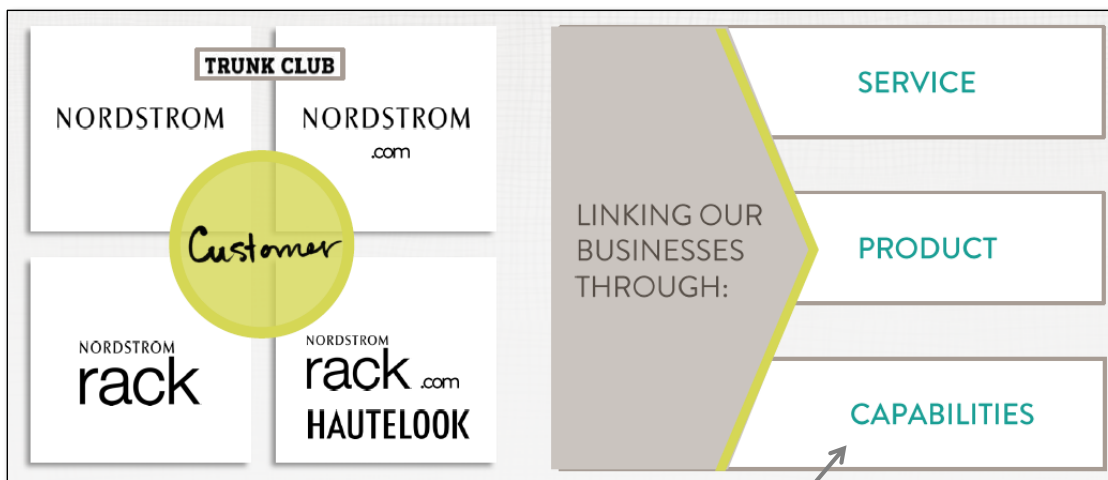 TRUNK CLUB
NORDSTROM
NORDSTROM
.com
Customer
NORDSTROM
rack
NORDSTROM
rack .com
HAUTELOOK
LINKING OUR
BUSINESSES
THROUGH:
SERVICE
PRODUCT
CAPABILITIES